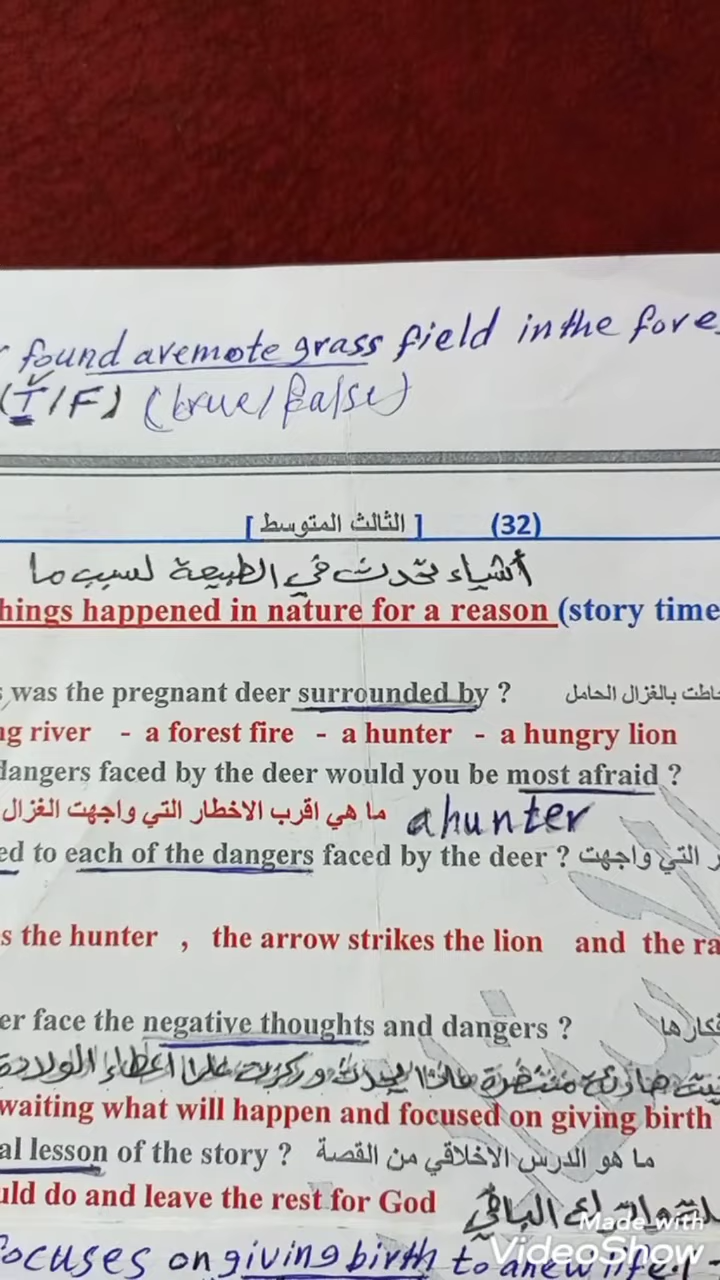 found aremote grass field in the fore
(T/F) (true/false)
[ الثالث المتوسط ] (32)
أشياء تحدث في الطبيعة لسبب ما
hings happened in nature for a reason (story time
was the pregnant deer surrounded by ? حاطت بالغزال الحامل
ng river - a forest fire - a hunter - a hungry lion
dangers faced by the deer would you be most afraid ?
ما هي اقرب الاخطار التي واجهت الغزال a hunter
ed to each of the dangers faced by the deer ? ر التي واجهت
s the hunter , the arrow strikes the lion and the ra
er face the negative thoughts and dangers ? فكارها
waiting what will happen and focused on giving birth
al lesson of the story ? ما هو الدرس الاخلاقي من القصة
uld do and leave the rest for God الباقي
focuses on giving birth to a new life.
Made with
VideoShow